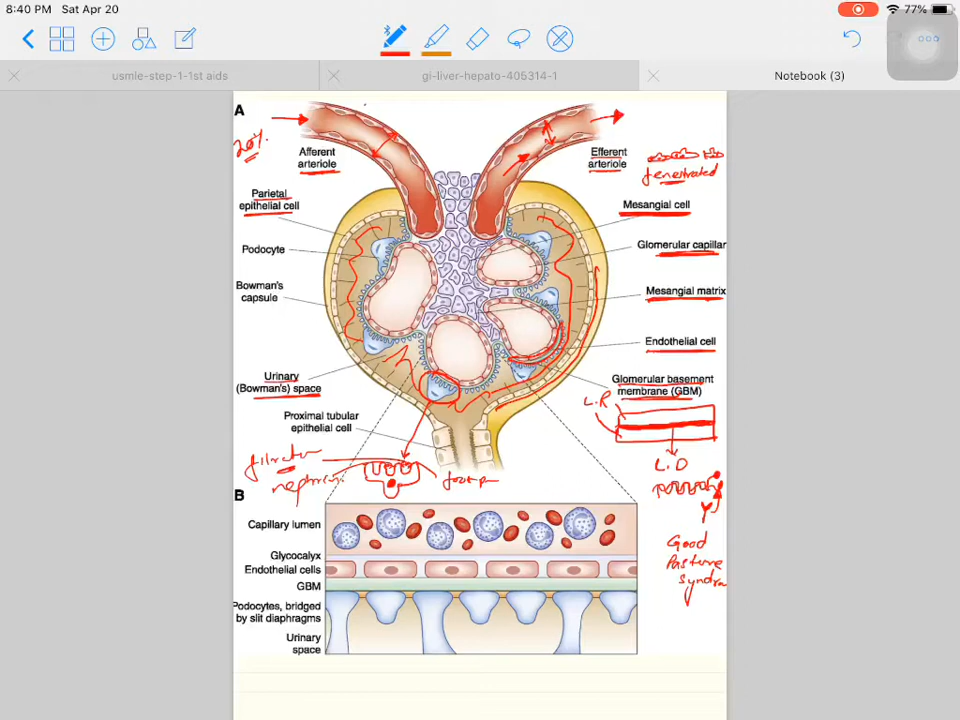 8:40 PM Sat Apr 20
77%
usmle-step-1-1st aids
gi-liver-hepato-405314-1
Notebook (3)
A
20%
Afferent
arteriole
Efferent
arteriole
fenestrated
Parietal
epithelial cell
Mesangial cell
Podocyte
Glomerular capillar
Bowman's
capsule
Mesangial matrix
Endothelial cell
Urinary
(Bowman's) space
Glomerular basement
membrane (GBM)
L.R
Proximal tubular
epithelial cell
L.D
filtration
nephrin
footp
B
Capillary lumen
Glycocalyx
Endothelial cells
GBM
Podocytes, bridged
by slit diaphragms
Urinary
space
Good
Pasture
Syndro